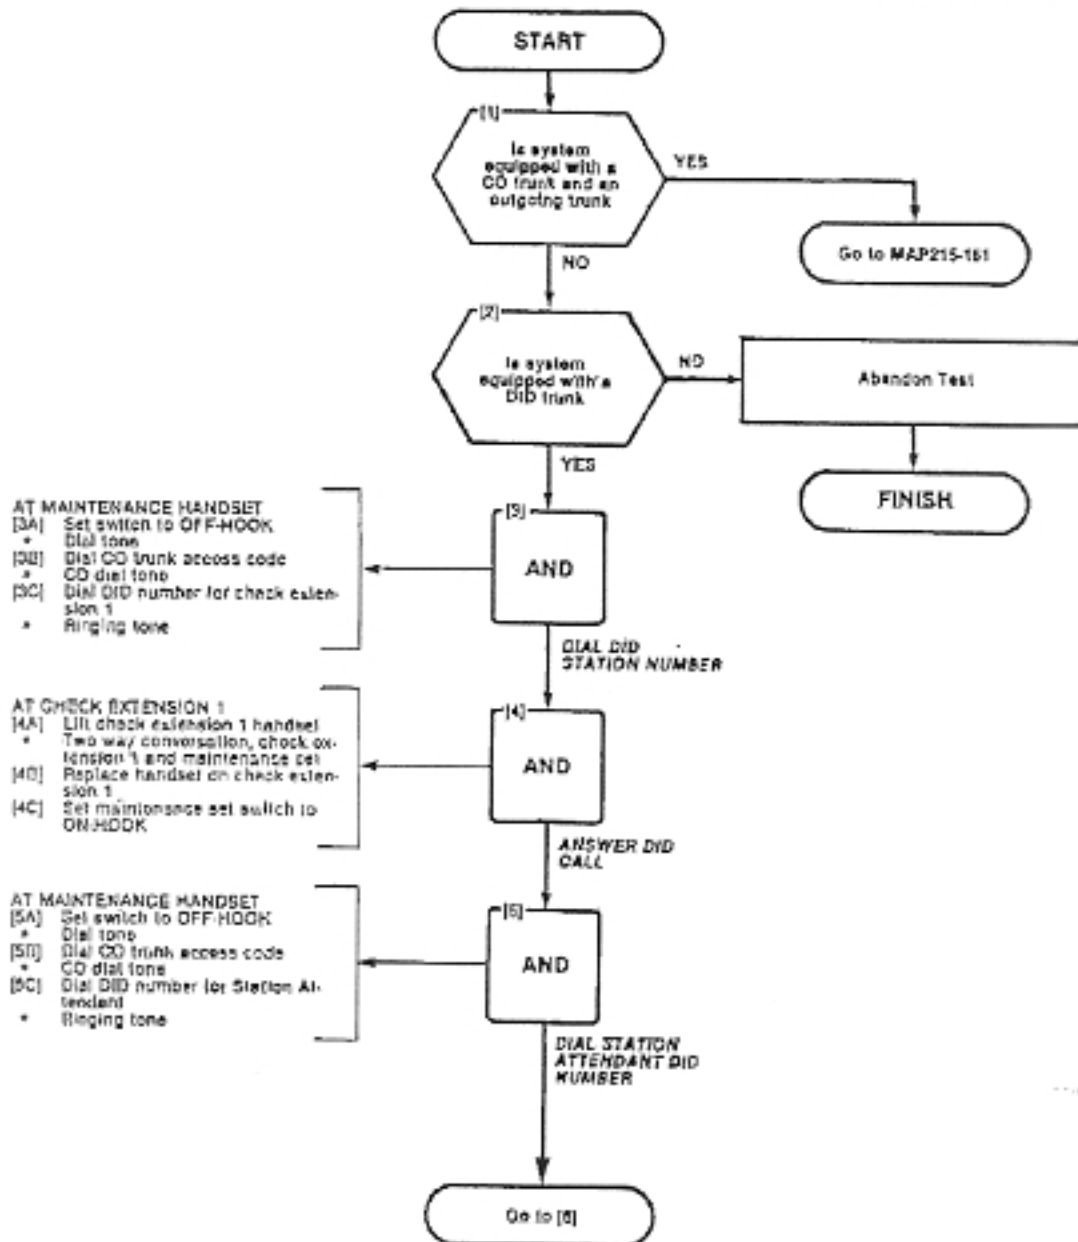 START
[1]
Is system
equipped with a
CO trunk and an
outgoing trunk
YES
Go to MAP215-161
NO
[2]
Is system
equipped with a
DID trunk
NO
Abandon Test
FINISH
YES
AT MAINTENANCE HANDSET
[3A] Set switch to OFF-HOOK
* Dial tone
[3B] Dial CO trunk access code
* CO dial tone
[3C] Dial DID number for check exten-
sion 1
* Ringing tone
[3]
AND
DIAL DID
STATION NUMBER
AT CHECK EXTENSION 1
[4A] Lift check extension 1 handset
* Two way conversation, check ex-
tension 1 and maintenance set
[4B] Replace handset on check exten-
sion 1
[4C] Set maintenance set switch to
ON-HOOK
[4]
AND
ANSWER DID
CALL
AT MAINTENANCE HANDSET
[5A] Set switch to OFF-HOOK
* Dial tone
[5B] Dial CO trunk access code
* CO dial tone
[5C] Dial DID number for Station At-
tendant
* Ringing tone
[5]
AND
DIAL STATION
ATTENDANT DID
NUMBER
Go to [6]